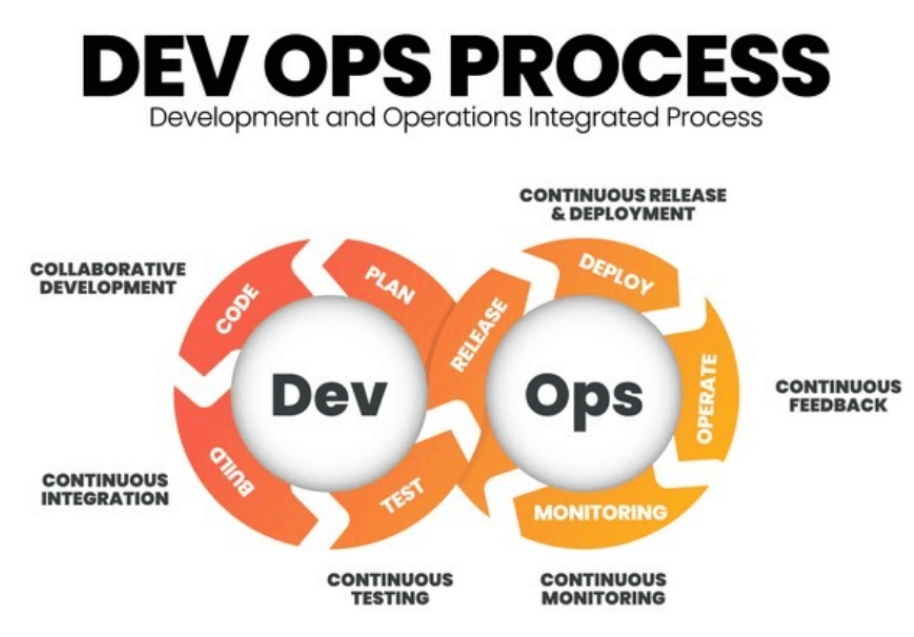 DEV OPS PROCESS
Development and Operations Integrated Process
CONTINUOUS RELEASE
& DEPLOYMENT
COLLABORATIVE
DEVELOPMENT
CODE
PLAN
RELEASE
DEPLOY
OPERATE
Dev
Ops
CONTINUOUS
FEEDBACK
BUILD
TEST
MONITORING
CONTINUOUS
INTEGRATION
CONTINUOUS
TESTING
CONTINUOUS
MONITORING